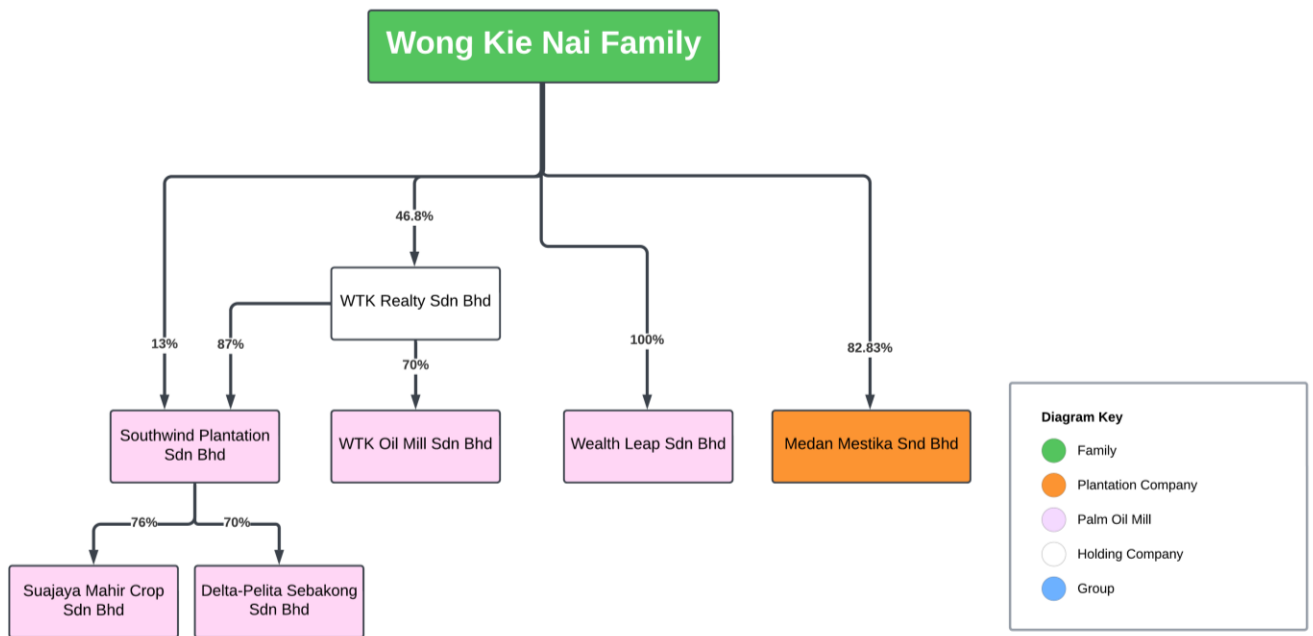 Wong Kie Nai Family
46.8%
WTK Realty Sdn Bhd
13%
87%
70%
100%
82.83%
Southwind Plantation
Sdn Bhd
WTK Oil Mill Sdn Bhd
Wealth Leap Sdn Bhd
Medan Mestika Snd Bhd
76%
70%
Suajaya Mahir Crop
Sdn Bhd
Delta-Pelita Sebakong
Sdn Bhd
Diagram Key
Family
Plantation Company
Palm Oil Mill
Holding Company
Group